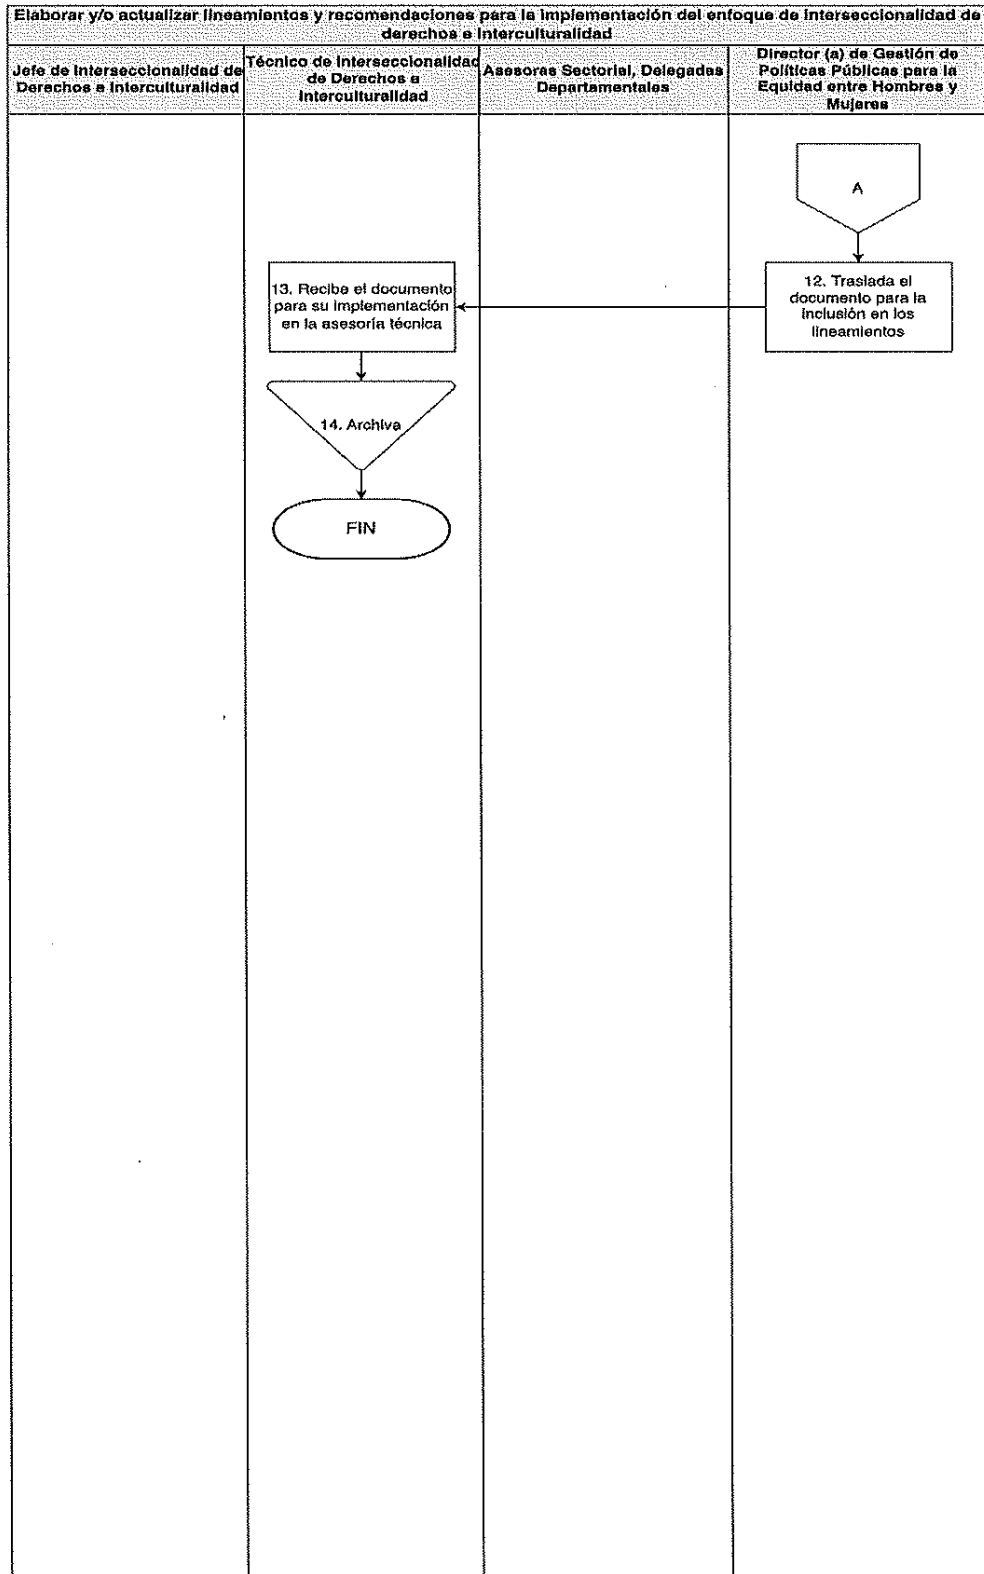 Elaborar y/o actualizar lineamientos y recomendaciones para la implementación del enfoque de interseccionalidad de
derechos e interculturalidad
Jefe de Interseccionalidad de
Derechos e Interculturalidad
Técnico de Interseccionalidad
de Derechos e
Interculturalidad
Asesoras Sectorial, Delegadas
Departamentales
Director (a) de Gestión de
Políticas Públicas para la
Equidad entre Hombres y
Mujeres
A
12. Traslada el
documento para la
inclusión en los
lineamientos
13. Recibe el documento
para su implementación
en la asesoría técnica
14. Archiva
FIN